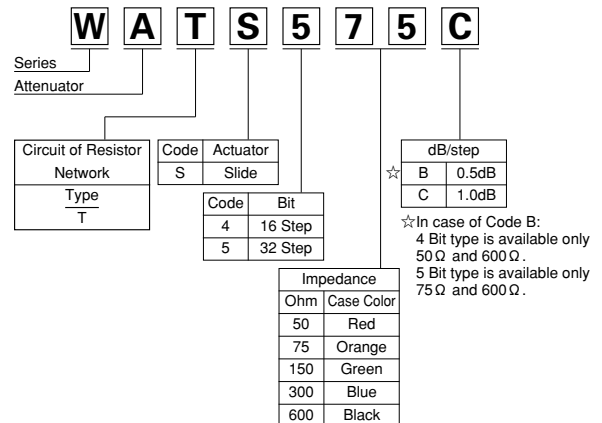 W A T S 5 7 5 C
Series
Attenuator
Circuit of Resistor
Network
Type
T
Code Actuator
S Slide
Code Bit
4 16 Step
5 32 Step
Impedance
Ohm Case Color
50 Red
75 Orange
150 Green
300 Blue
600 Black
dB/step
☆ B 0.5dB
C 1.0dB
☆In case of Code B:
4 Bit type is available only
50Ω and 600Ω.
5 Bit type is available only
75Ω and 600Ω.